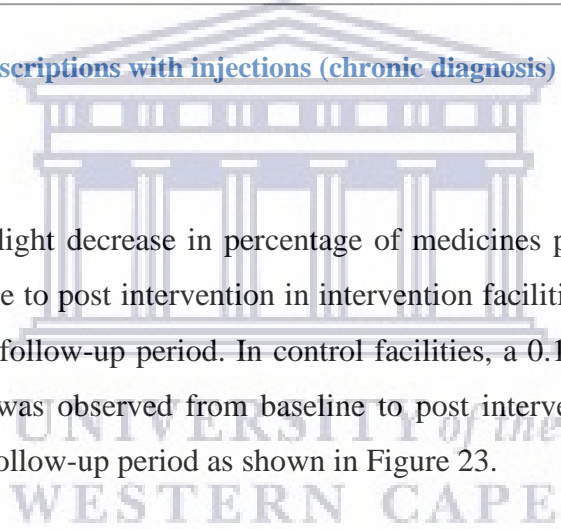 scriptions with injections (chronic diagnosis)
light decrease in percentage of medicines p
e to post intervention in intervention faciliti
follow-up period. In control facilities, a 0.1
was observed from baseline to post interve
UNIVERSITY of the
ollow-up period as shown in Figure 23.
WESTERN CAPE